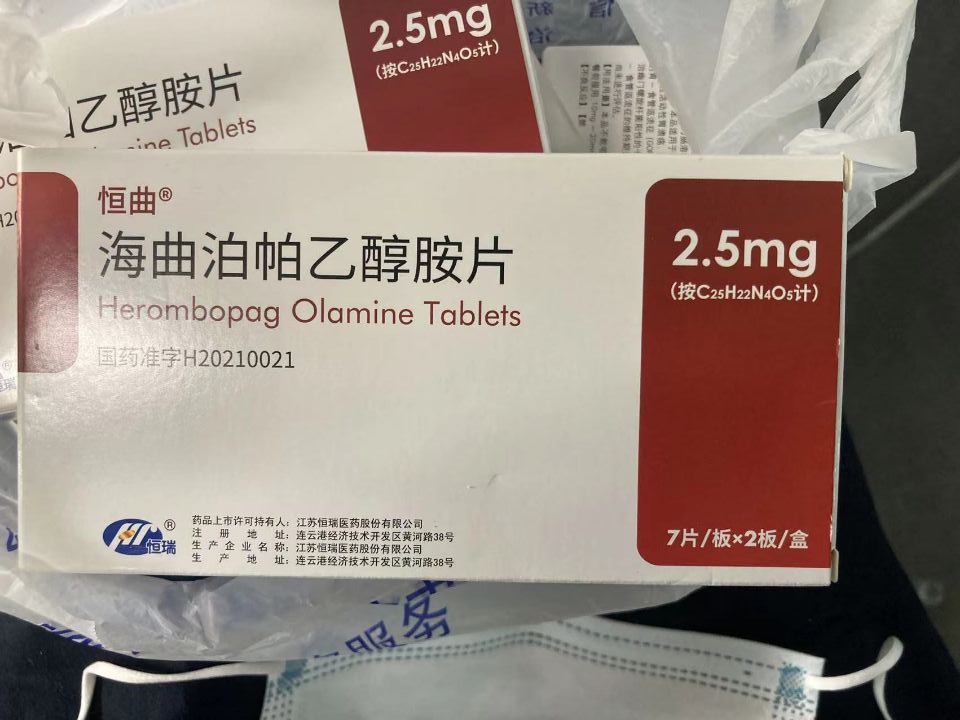 2.5mg
(按C25H22N4O5计)
乙醇胺片
mine Tablets
恒曲®
海曲泊帕乙醇胺片
Herombopag Olamine Tablets
国药准字H20210021
2.5mg
(按C25H22N4O5计)
药品上市许可持有人：江苏恒瑞医药股份有限公司
注册地址：连云港经济技术开发区黄河路38号
生产企业名称：江苏恒瑞医药股份有限公司
生产地址：连云港经济技术开发区黄河路38号
HR®
恒瑞
7片/板×2板/盒
服务